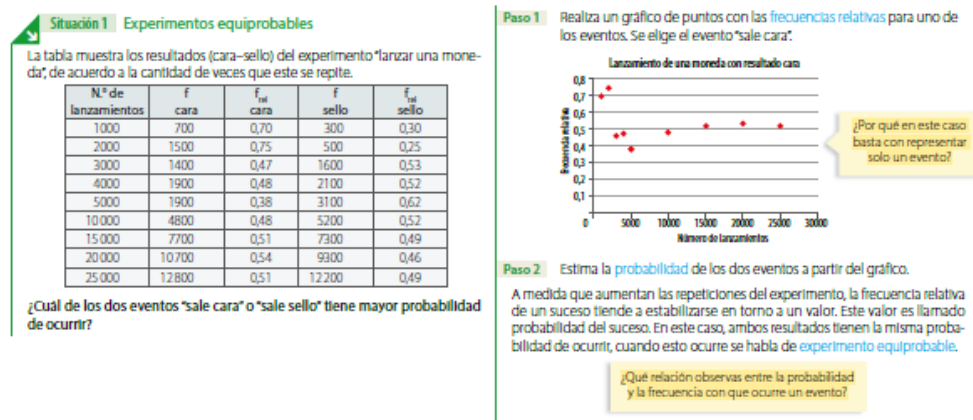 Situación 1 Experimentos equiprobables
La tabla muestra los resultados (cara–sello) del experimento "lanzar una mone-
da", de acuerdo a la cantidad de veces que este se repite.
N.° de lanzamientos f cara f rel cara f sello f rel sello
1000 700 0,70 300 0,30
2000 1500 0,75 500 0,25
3000 1400 0,47 1600 0,53
4000 1900 0,48 2100 0,52
5000 1900 0,38 3100 0,62
10 000 4800 0,48 5200 0,52
15 000 7700 0,51 7300 0,49
20 000 10 700 0,54 9300 0,46
25 000 12 800 0,51 12 200 0,49
¿Cuál de los dos eventos "sale cara" o "sale sello" tiene mayor probabilidad
de ocurrir?
Paso 1 Realiza un gráfico de puntos con las frecuencias relativas para uno de
los eventos. Se elige el evento "sale cara".
Lanzamiento de una moneda con resultado cara
Frecuencia relativa
0,8
0,7
0,6
0,5
0,4
0,3
0,2
0,1
0 5000 10000 15000 20000 25000 30000
Número de lanzamientos
¿Por qué en este caso
basta con representar
solo un evento?
Paso 2 Estima la probabilidad de los dos eventos a partir del gráfico.
A medida que aumentan las repeticiones del experimento, la frecuencia relativa
de un suceso tiende a estabilizarse en torno a un valor. Este valor es llamado
probabilidad del suceso. En este caso, ambos resultados tienen la misma proba-
bilidad de ocurrir, cuando esto ocurre se habla de experimento equiprobable.
¿Qué relación observas entre la probabilidad
y la frecuencia con que ocurre un evento?